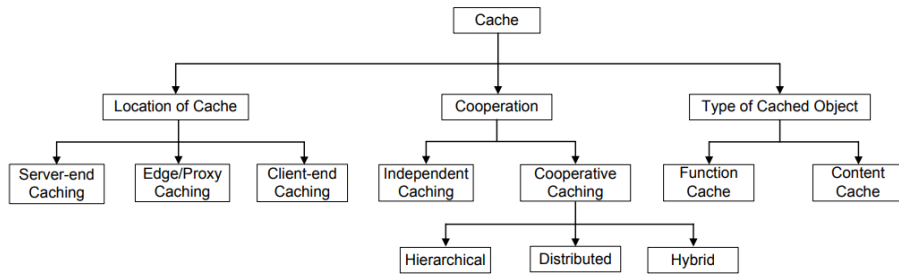 Cache
Location of Cache
Cooperation
Type of Cached Object
Server-end
Caching
Edge/Proxy
Caching
Client-end
Caching
Independent
Caching
Cooperative
Caching
Function
Cache
Content
Cache
Hierarchical
Distributed
Hybrid